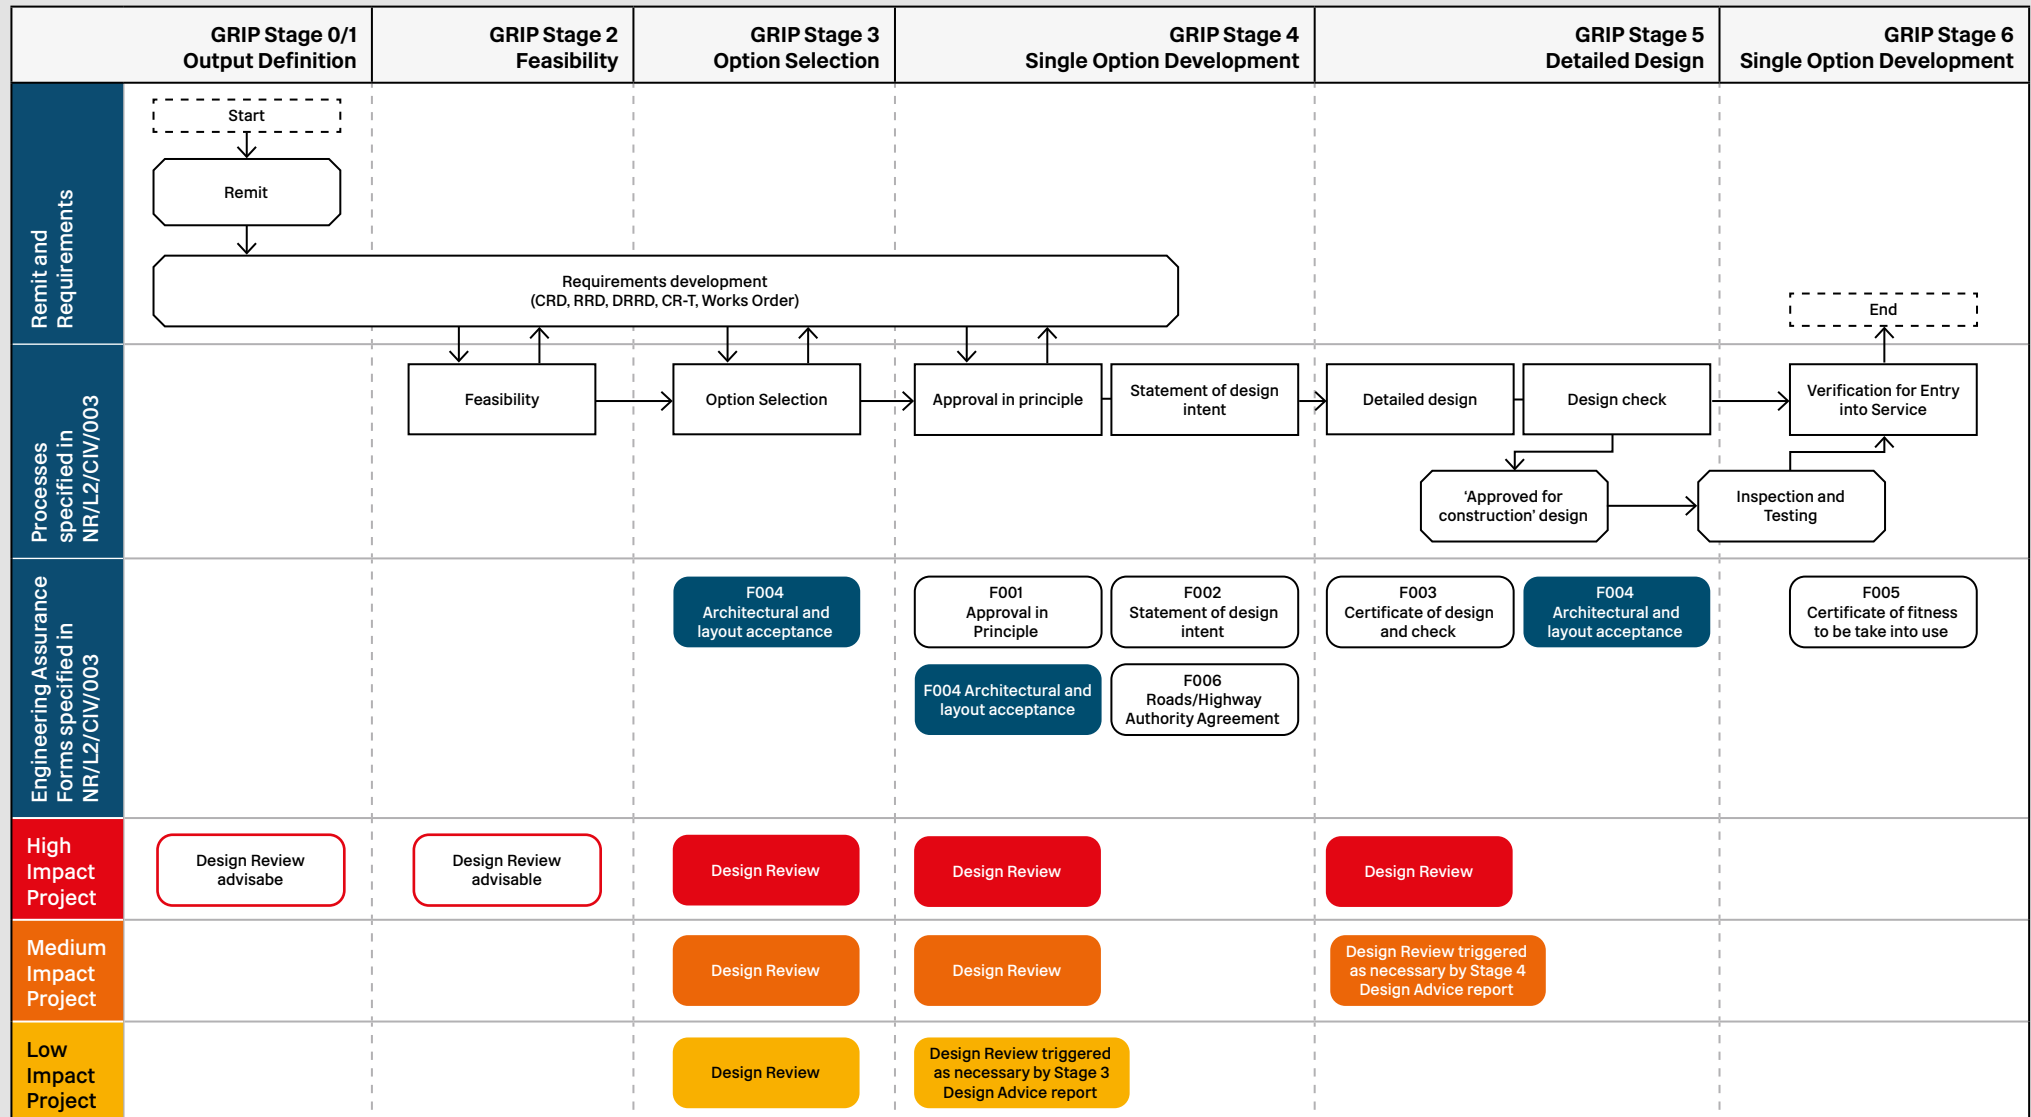 GRIP Stage 0/1
Output Definition
GRIP Stage 2
Feasibility
GRIP Stage 3
Option Selection
GRIP Stage 4
Single Option Development
GRIP Stage 5
Detailed Design
GRIP Stage 6
Single Option Development
Remit and
Requirements
Start
Remit
Requirements development
(CRD, RRD, DRRD, CR-T, Works Order)
End
Processes
specified in
NR/L2/CIV/003
Feasibility
Option Selection
Approval in principle
Statement of design
intent
Detailed design
Design check
Verification for Entry
into Service
‘Approved for
construction’ design
Inspection and
Testing
Engineering Assurance
Forms specified in
NR/L2/CIV/003
F004
Architectural and
layout acceptance
F001
Approval in
Principle
F002
Statement of design
intent
F003
Certificate of design
and check
F004
Architectural and
layout acceptance
F005
Certificate of fitness
to be take into use
F004 Architectural and
layout acceptance
F006
Roads/Highway
Authority Agreement
High
Impact
Project
Design Review
advisabe
Design Review
advisable
Design Review
Design Review
Design Review
Medium
Impact
Project
Design Review
Design Review
Design Review triggered
as necessary by Stage 4
Design Advice report
Low
Impact
Project
Design Review
Design Review triggered
as necessary by Stage 3
Design Advice report